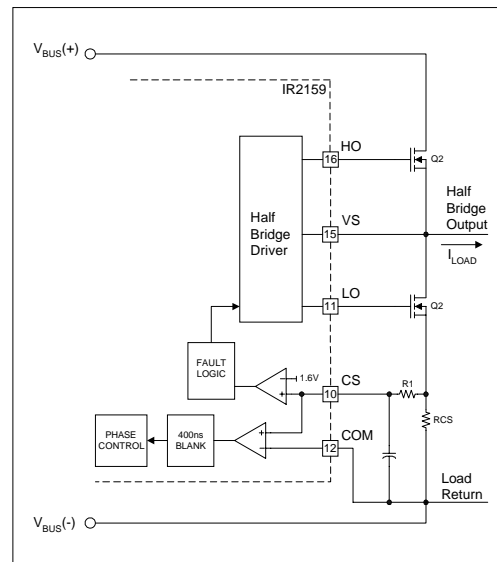 V_BUS(+)
IR2159
HO
16
Q2
Half
Bridge
Driver
VS
15
Half
Bridge
Output
I_LOAD
LO
11
Q2
FAULT
LOGIC
1.6V
CS
10
R1
RCS
PHASE
CONTROL
400ns
BLANK
COM
12
Load
Return
V_BUS(-)